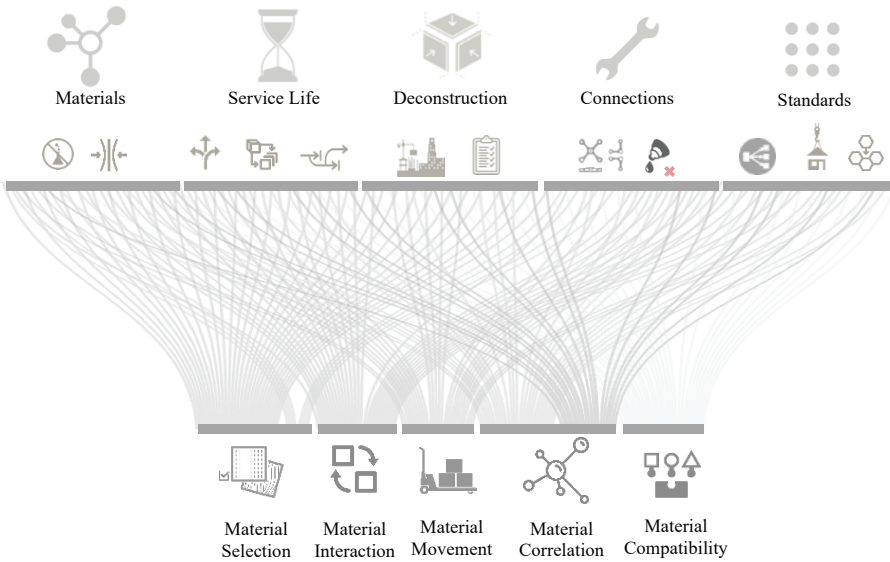 Materials
Service Life
Deconstruction
Connections
Standards
Material
Selection
Material
Interaction
Material
Movement
Material
Correlation
Material
Compatibility